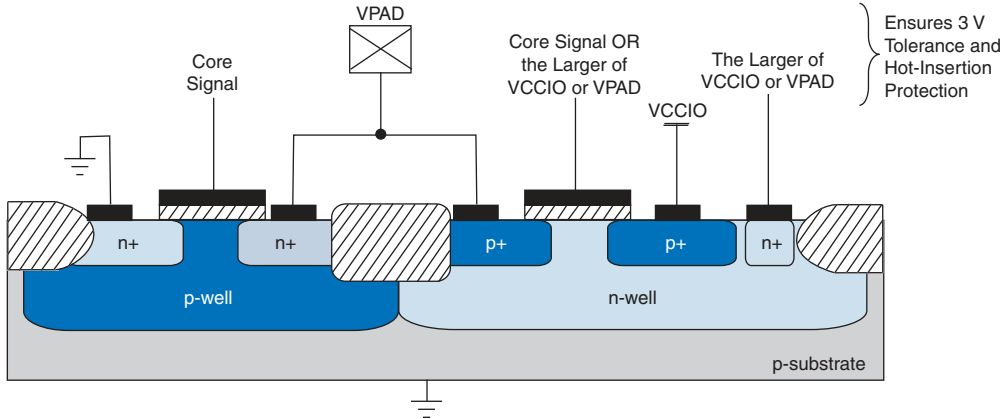 VPAD
Core
Signal
Core Signal OR
the Larger of
VCCIO or VPAD
VCCIO
The Larger of
VCCIO or VPAD
Ensures 3 V
Tolerance and
Hot-Insertion
Protection
n+
n+
p+
p+
n+
p-well
n-well
p-substrate